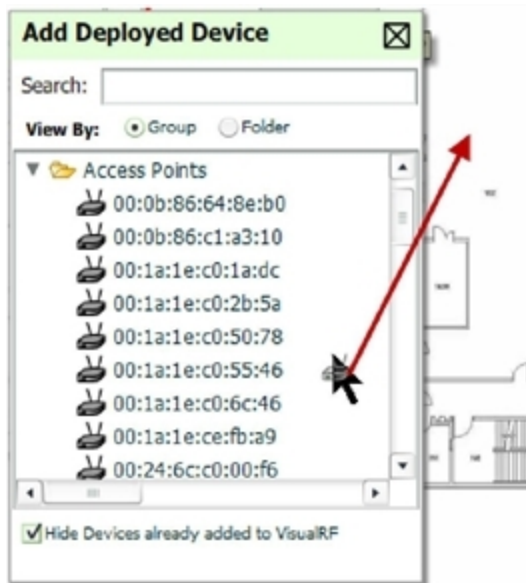 Add Deployed Device
Search:
View By: Group Folder
Access Points
00:0b:86:64:8e:b0
00:0b:86:c1:a3:10
00:1a:1e:c0:1a:dc
00:1a:1e:c0:2b:5a
00:1a:1e:c0:50:78
00:1a:1e:c0:55:46
00:1a:1e:c0:6c:46
00:1a:1e:ce:fb:a9
00:24:6c:c0:00:f6
Hide Devices already added to VisualRF